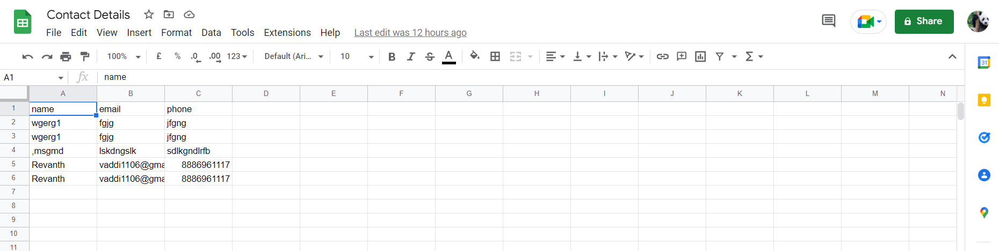 Contact Details
File Edit View Insert Format Data Tools Extensions Help Last edit was 12 hours ago
Share
100% £ % .0 .00 123 Default (Ari... 10 B I S A Σ
31
A1 fx name
A B C D E F G H I J K L M N
1 name email phone
2 wgerg1 fgjg jfgng
3 wgerg1 fgjg jfgng
4 ,msgmd lskdngslk sdlkgndlrfb
5 Revanth vaddi1106@gma 8886961117
6 Revanth vaddi1106@gma 8886961117
7
8
9
10
11